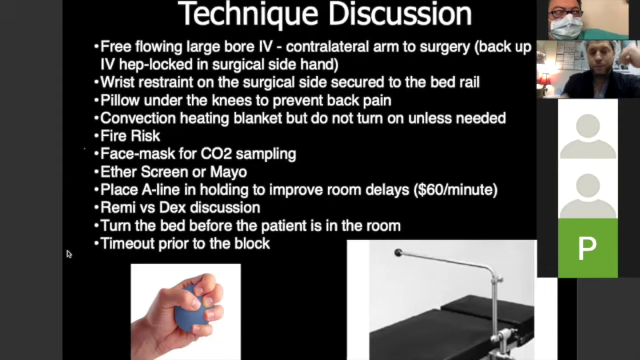 Technique Discussion
• Free flowing large bore IV - contralateral arm to surgery (back up
IV hep-locked in surgical side hand)
• Wrist restraint on the surgical side secured to the bed rail
• Pillow under the knees to prevent back pain
• Convection heating blanket but do not turn on unless needed
• Fire Risk
• Face-mask for CO2 sampling
• Ether Screen or Mayo
• Place A-line in holding to improve room delays ($60/minute)
• Remi vs Dex discussion
• Turn the bed before the patient is in the room
• Timeout prior to the block
P